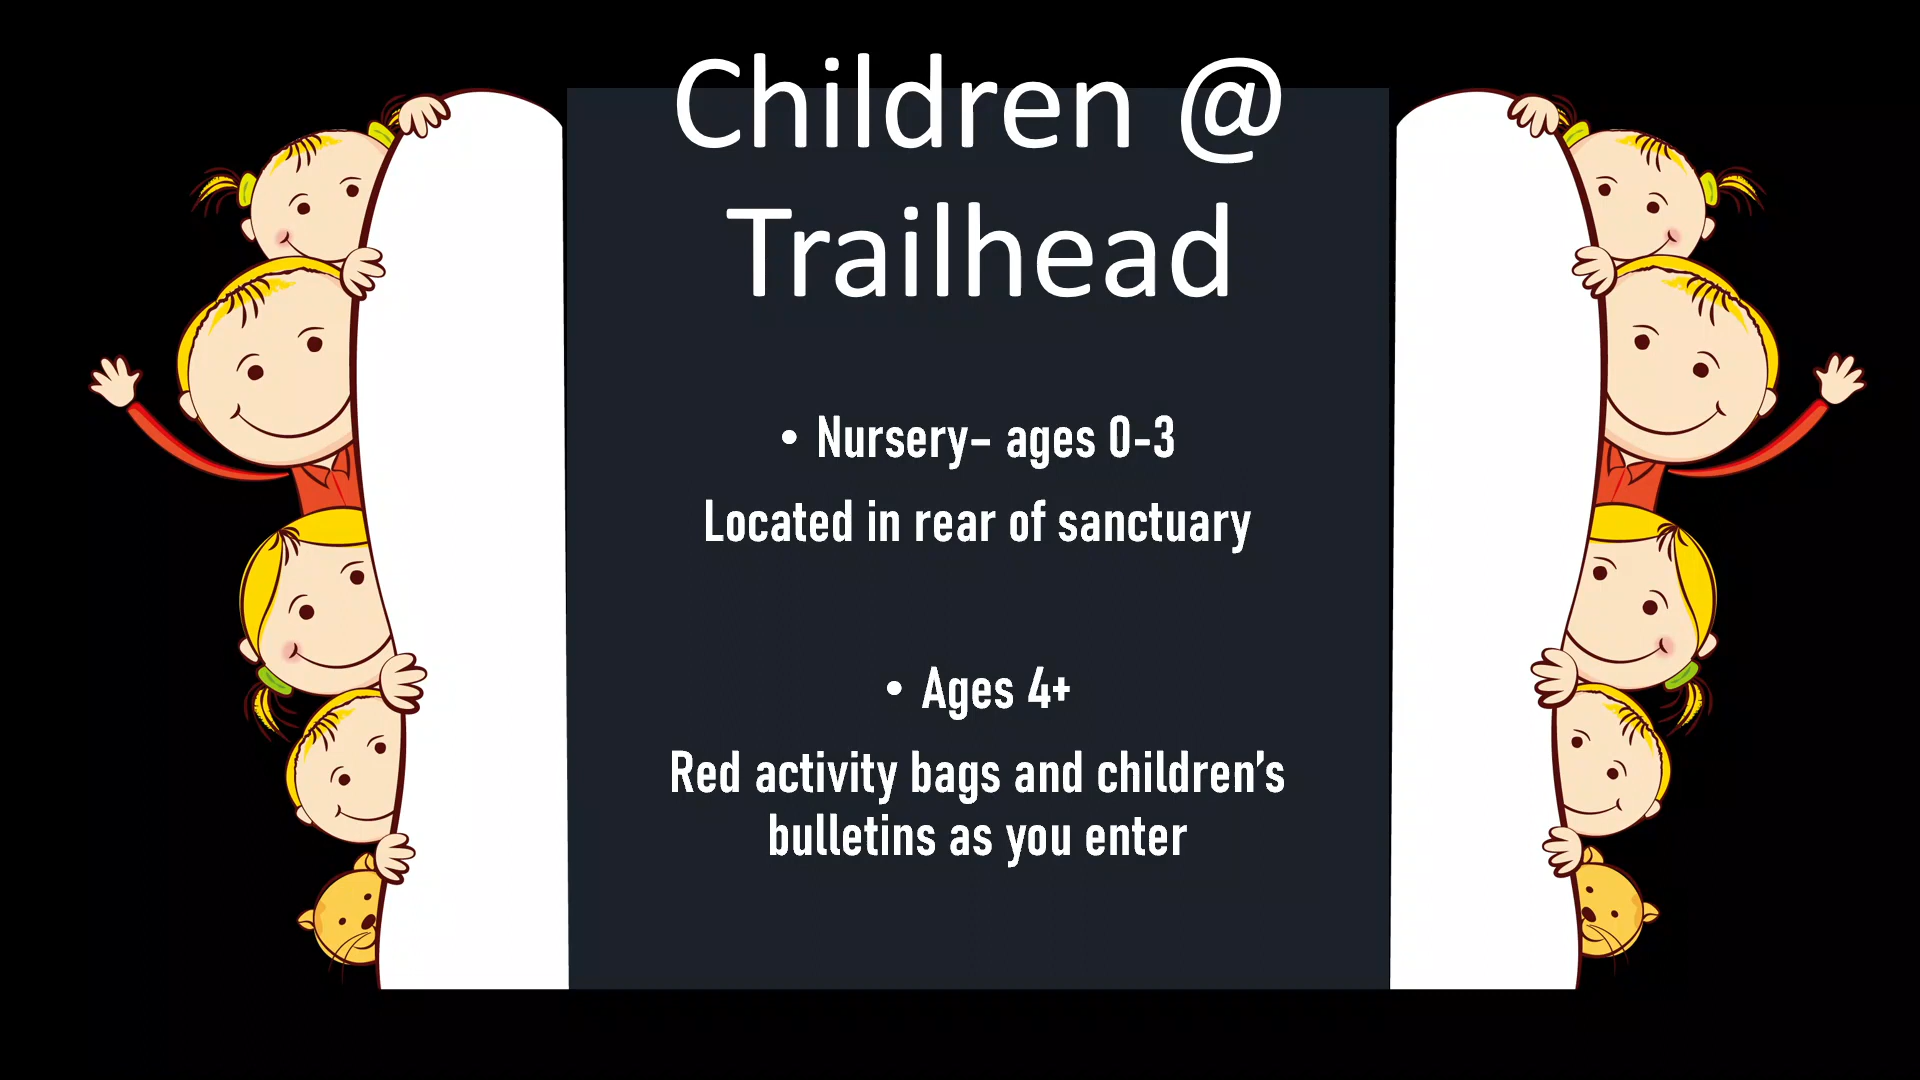 Children @
Trailhead
• Nursery– ages 0-3
Located in rear of sanctuary
• Ages 4+
Red activity bags and children’s
bulletins as you enter